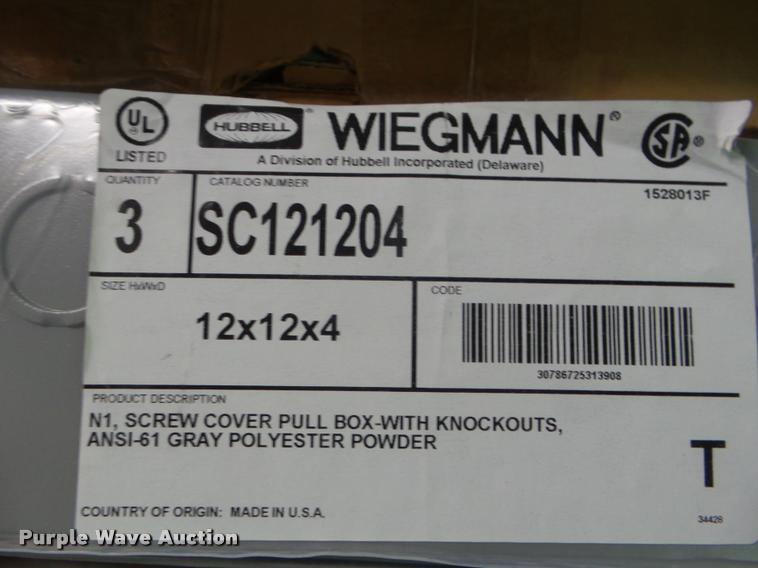 UL
LISTED
HUBBELL
WIEGMANN®
A Division of Hubbell Incorporated (Delaware)
SA®
QUANTITY
3
CATALOG NUMBER
SC121204
1528013F
SIZE HxWxD
12x12x4
CODE
30786725313908
PRODUCT DESCRIPTION
N1, SCREW COVER PULL BOX-WITH KNOCKOUTS,
ANSI-61 GRAY POLYESTER POWDER
T
COUNTRY OF ORIGIN: MADE IN U.S.A.
34428
Purple Wave Auction